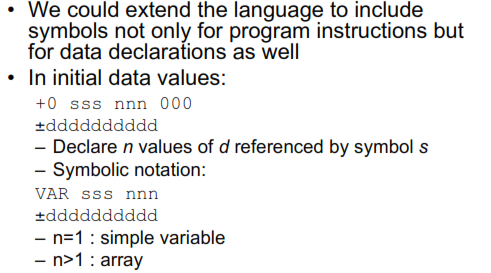 • We could extend the language to include
symbols not only for program instructions but
for data declarations as well
• In initial data values:
+0 sss nnn 000
±dddddddddd
– Declare n values of d referenced by symbol s
– Symbolic notation:
VAR sss nnn
±dddddddddd
– n=1 : simple variable
– n>1 : array